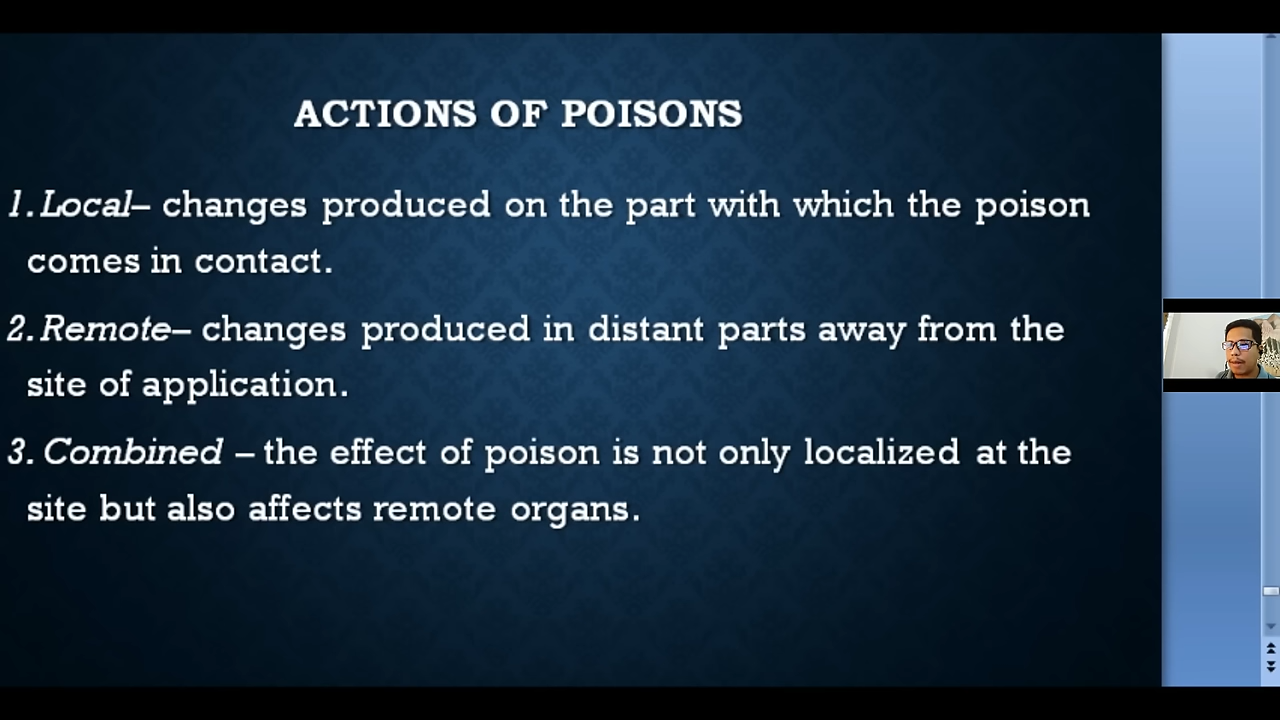 ACTIONS OF POISONS
1. Local– changes produced on the part with which the poison
comes in contact.
2. Remote– changes produced in distant parts away from the
site of application.
3. Combined – the effect of poison is not only localized at the
site but also affects remote organs.